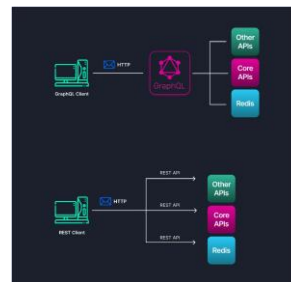 Other
APIs
HTTP
GraphQL
Core
APIs
GraphQL Client
Redis
REST API
Other
APIs
HTTP
REST API
Core
APIs
REST Client
REST API
Redis